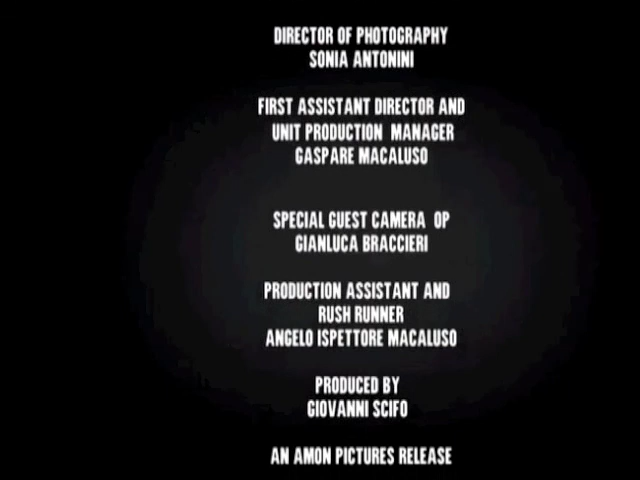 DIRECTOR OF PHOTOGRAPHY
SONIA ANTONINI
FIRST ASSISTANT DIRECTOR AND
UNIT PRODUCTION MANAGER
GASPARE MACALUSO
SPECIAL GUEST CAMERA OP
GIANLUCA BRACCIERI
PRODUCTION ASSISTANT AND
RUSH RUNNER
ANGELO ISPETTORE MACALUSO
PRODUCED BY
GIOVANNI SCIFO
AN AMON PICTURES RELEASE